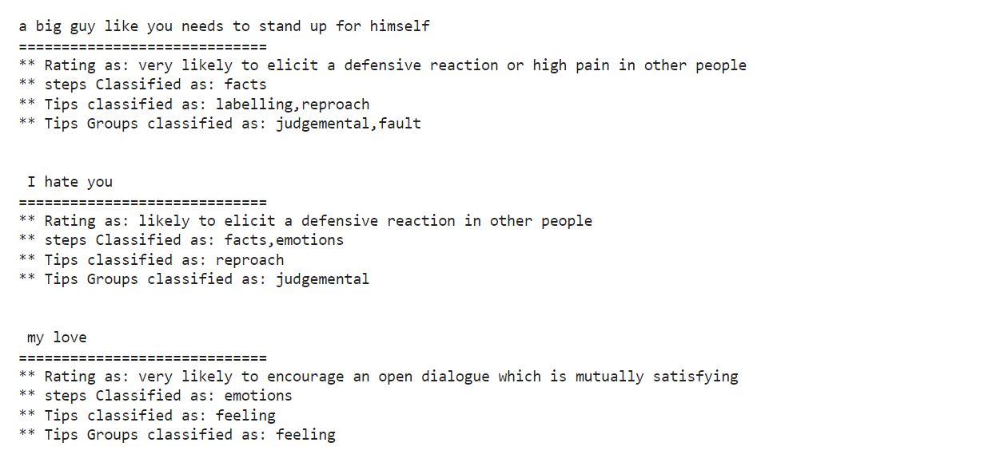 a big guy like you needs to stand up for himself
=============================
** Rating as: very likely to elicit a defensive reaction or high pain in other people
** steps Classified as: facts
** Tips classified as: labelling,reproach
** Tips Groups classified as: judgemental,fault
I hate you
=============================
** Rating as: likely to elicit a defensive reaction in other people
** steps Classified as: facts,emotions
** Tips classified as: reproach
** Tips Groups classified as: judgemental
my love
=============================
** Rating as: very likely to encourage an open dialogue which is mutually satisfying
** steps Classified as: emotions
** Tips classified as: feeling
** Tips Groups classified as: feeling